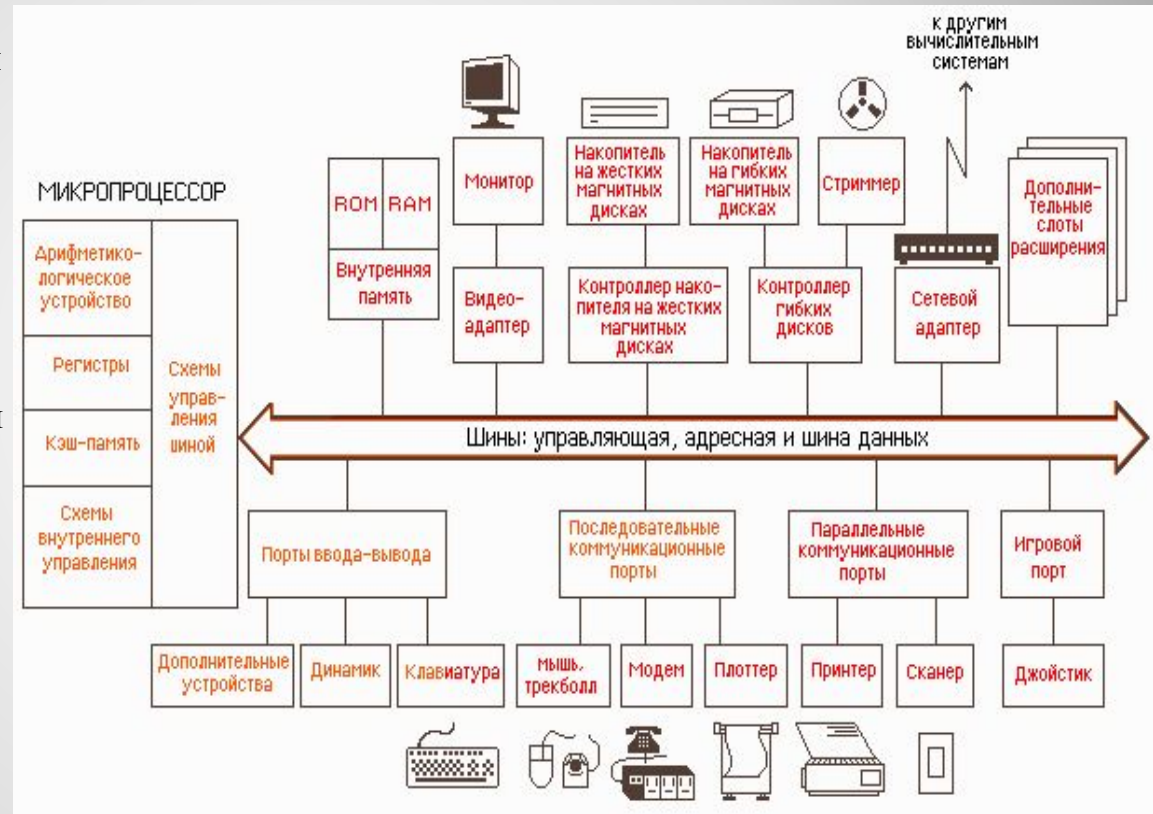 к другим
вычислительным
системам
МИКРОПРОЦЕССОР
Арифметико-
логическое
устройство
Регистры
Кэш-память
Схемы
внутреннего
управления
Схемы
управ-
ления
шиной
ROM RAM
Внутренняя
память
Монитор
Видео-
адаптер
Накопитель
на жестких
магнитных
дисках
Контроллер нако-
пителя на жестких
магнитных
дисках
Накопитель
на гибких
магнитных
дисках
Стриммер
Контроллер
гибких
дисков
Сетевой
адаптер
Дополни-
тельные
слоты
расширения
Шины: управляющая, адресная и шина данных
Порты ввода-вывода
Последовательные
коммуникационные
порты
Параллельные
коммуникационные
порты
Игровой
порт
Дополнительные
устройства
Динамик
Клавиатура
мышь,
трекболл
Модем
Плоттер
Принтер
Сканер
Джойстик